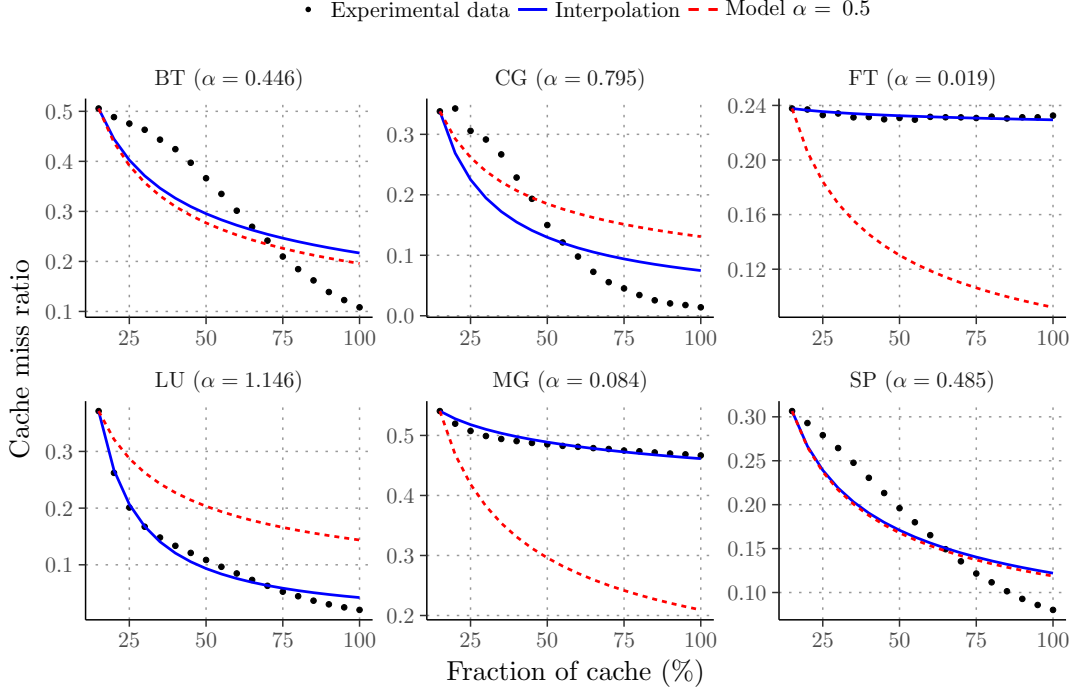 Experimental data Interpolation Model α = 0.5
BT (α = 0.446) CG (α = 0.795) FT (α = 0.019)
0.5
0.4
0.3
0.2
0.1
25 50 75 100
0.3
0.2
0.1
0.0
25 50 75 100
0.24
0.20
0.16
0.12
25 50 75 100
LU (α = 1.146) MG (α = 0.084) SP (α = 0.485)
0.3
0.2
0.1
25 50 75 100
0.5
0.4
0.3
0.2
25 50 75 100
0.30
0.25
0.20
0.15
0.10
25 50 75 100
Cache miss ratio
Fraction of cache (%)